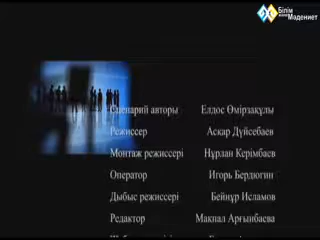 Білім
Мәдениет
Сценарий авторы Елдос Өмірзақұлы
Режиссер Асқар Дүйсебаев
Монтаж режиссері Нұрлан Керімбаев
Оператор Игорь Бердюгин
Дыбыс режиссері Бейнұр Исламов
Редактор Мақпал Арғынбаева